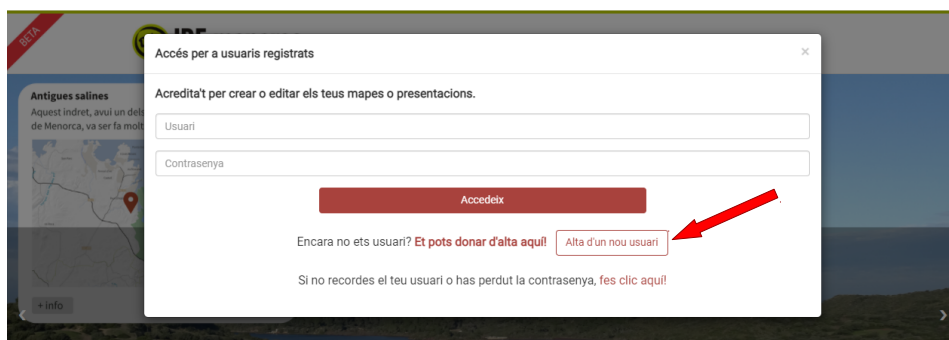 BETA
IDE
Accés per a usuaris registrats
×
Antigues salines
Aquest indret, avui un dels
de Menorca, va ser fa molt
Acredita't per crear o editar els teus mapes o presentacions.
Usuari
Contrasenya
Accedeix
Encara no ets usuari? Et pots donar d'alta aquí! Alta d'un nou usuari
Si no recordes el teu usuari o has perdut la contrasenya, fes clic aquí!
+ info